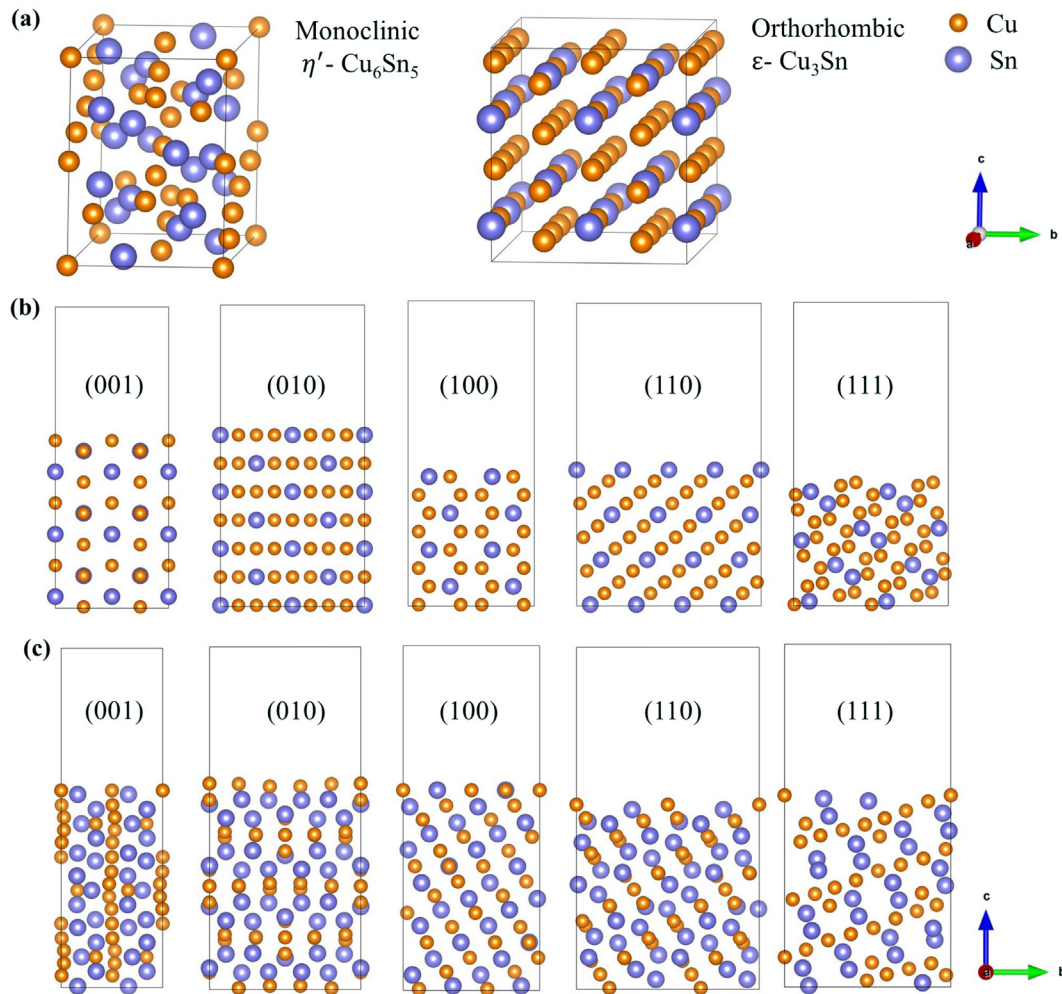 (a)
Monoclinic
η′- Cu₆Sn₅
Orthorhombic
ε- Cu₃Sn
Cu
Sn
c
a
b
(b)
(001)
(010)
(100)
(110)
(111)
(c)
(001)
(010)
(100)
(110)
(111)
c
a
b